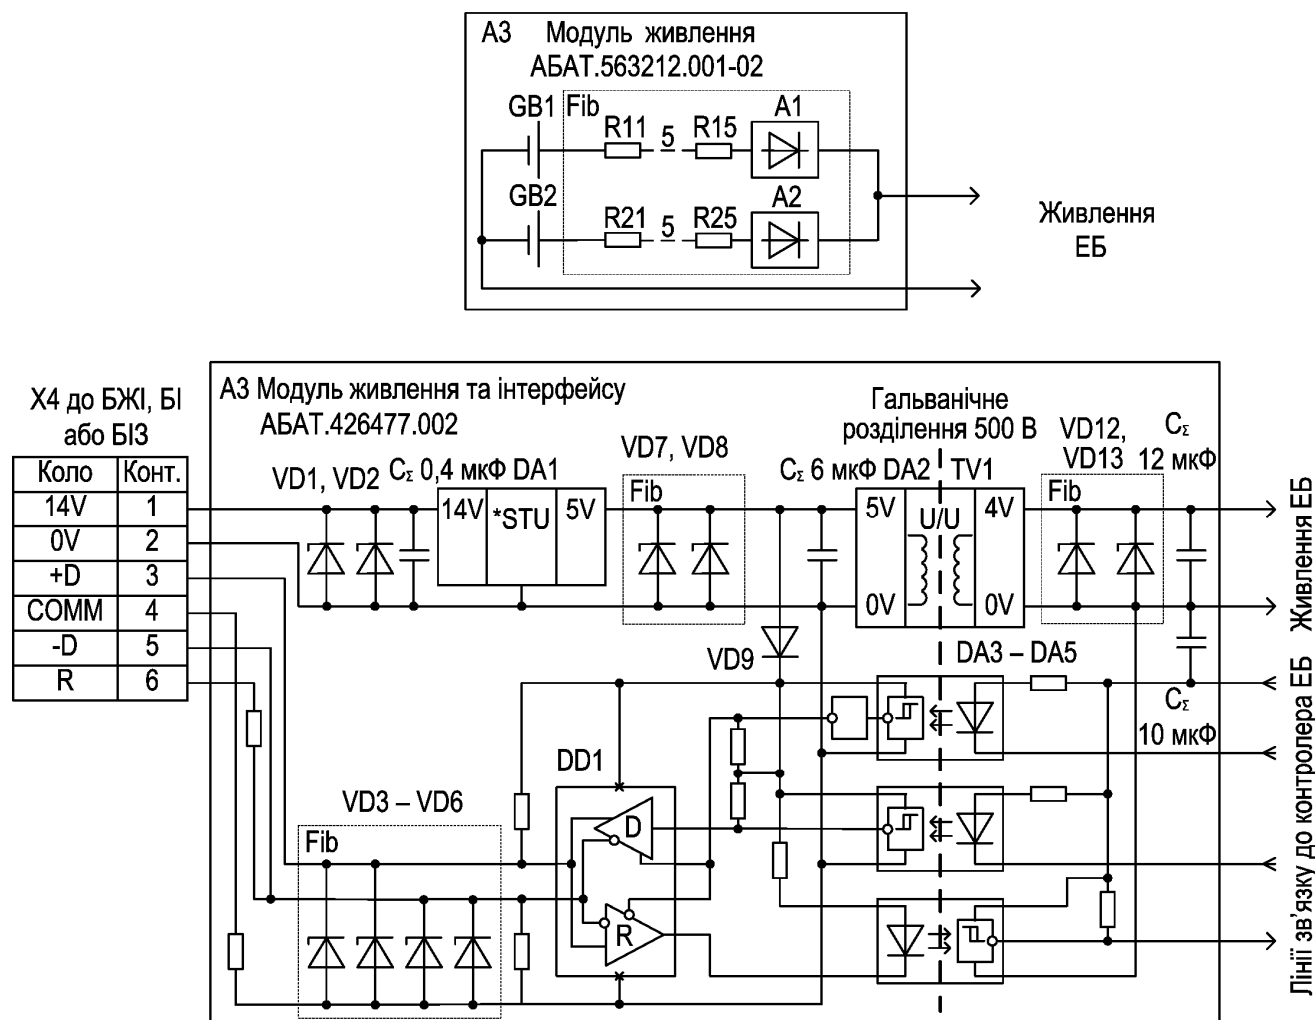 А3 Модуль живлення
АБАТ.563212.001-02
GB1 Fib R11 5 R15 A1
GB2 R21 5 R25 A2
Живлення
ЕБ
Х4 до БЖІ, БІ
або БІЗ
Коло Конт.
14V 1
0V 2
+D 3
COMM 4
-D 5
R 6
А3 Модуль живлення та інтерфейсу
АБАТ.426477.002
Гальванічне
розділення 500 В
VD1, VD2 CΣ 0,4 мкФ DA1
VD7, VD8
CΣ 6 мкФ DA2 TV1
VD12,
VD13
CΣ
12 мкФ
14V *STU 5V
Fib
5V U/U 4V
0V 0V
Fib
Живлення ЕБ
VD9
DA3 – DA5
CΣ
10 мкФ
DD1
D
R
VD3 – VD6
Fib
Лінії зв'язку до контролера ЕБ